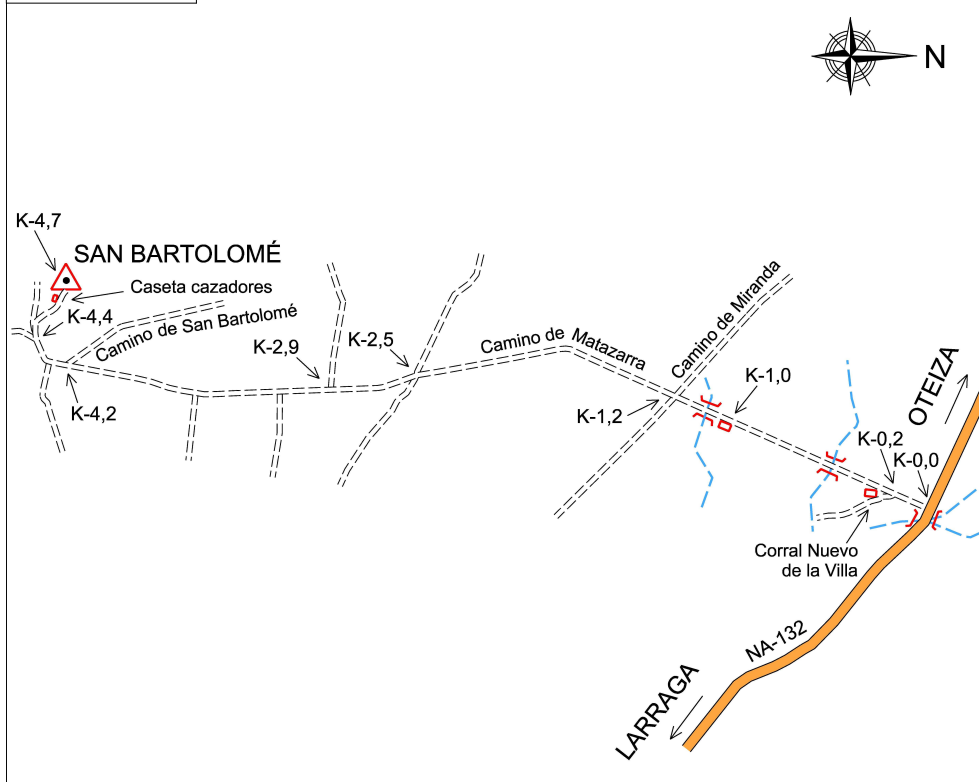 N
K-4,7
SAN BARTOLOMÉ
Caseta cazadores
K-4,4
Camino de San Bartolomé
K-4,2
K-2,9
K-2,5
Camino de Matazarra
Camino de Miranda
K-1,2
K-1,0
OTEIZA
K-0,2
K-0,0
Corral Nuevo
de la Villa
NA-132
LARRAGA